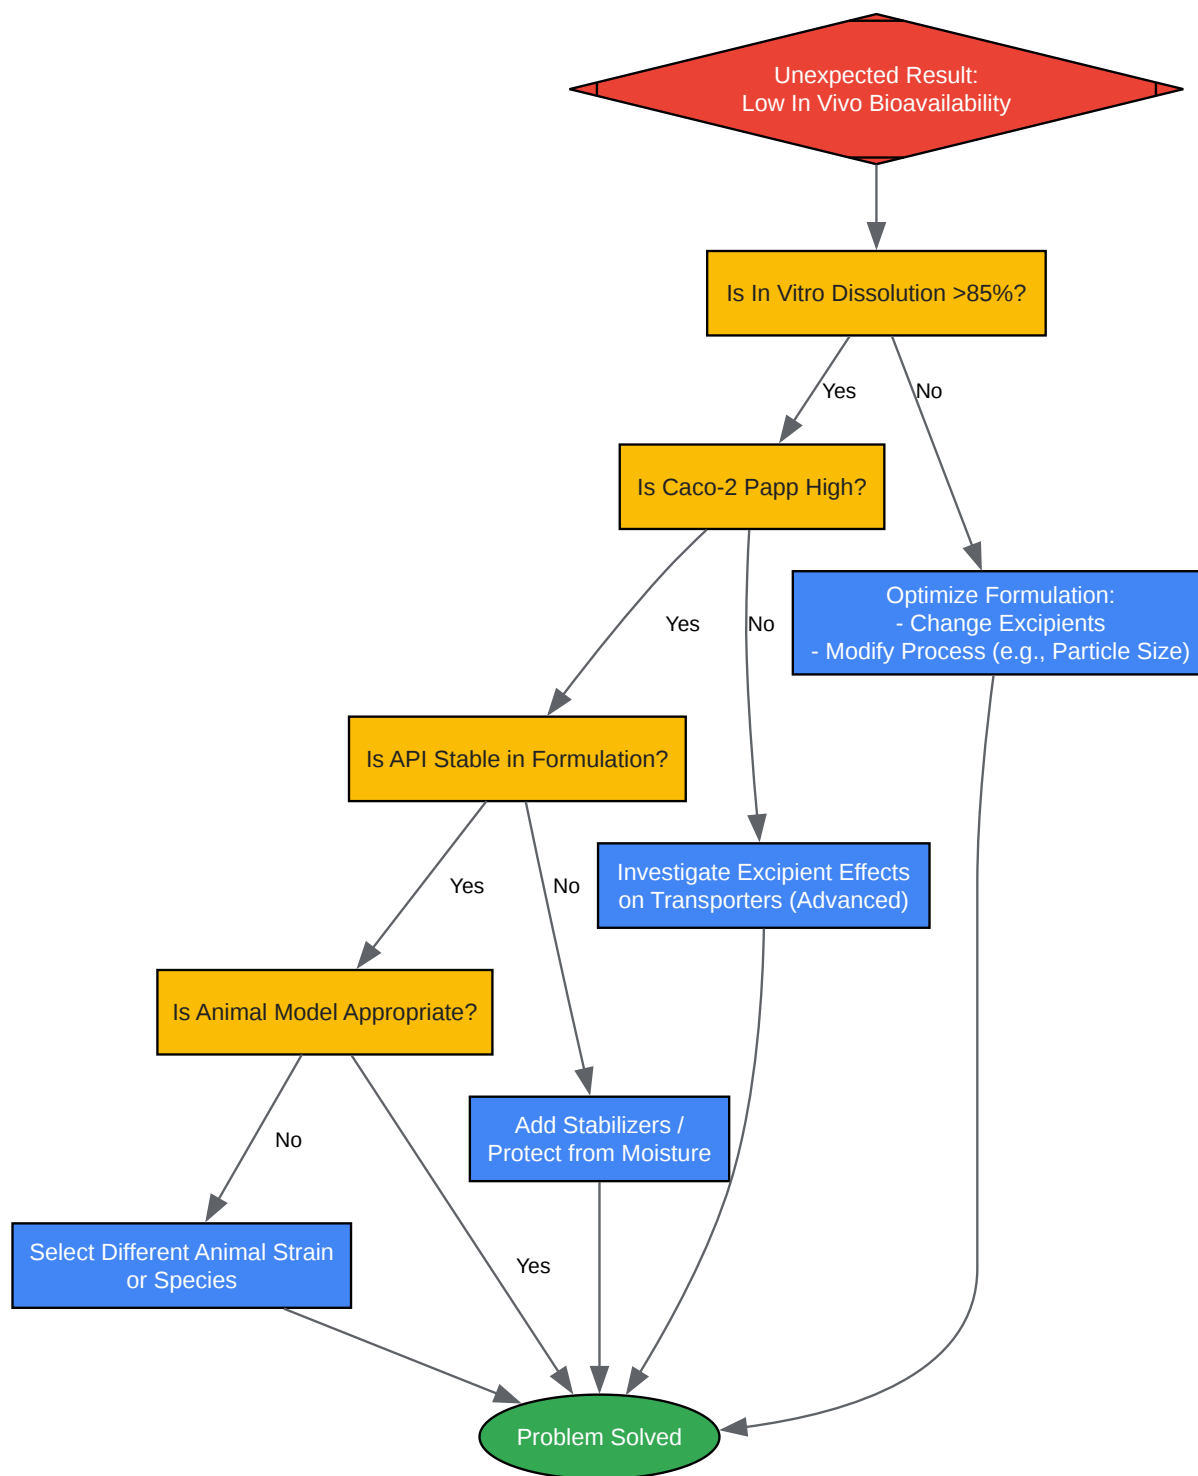 Unexpected Result:
Low In Vivo Bioavailability
Is In Vitro Dissolution >85%?
Yes
No
Is Caco-2 Papp High?
Optimize Formulation:
- Change Excipients
- Modify Process (e.g., Particle Size)
Yes
No
Is API Stable in Formulation?
Investigate Excipient Effects
on Transporters (Advanced)
Yes
No
Is Animal Model Appropriate?
Add Stabilizers /
Protect from Moisture
No
Yes
Select Different Animal Strain
or Species
Problem Solved